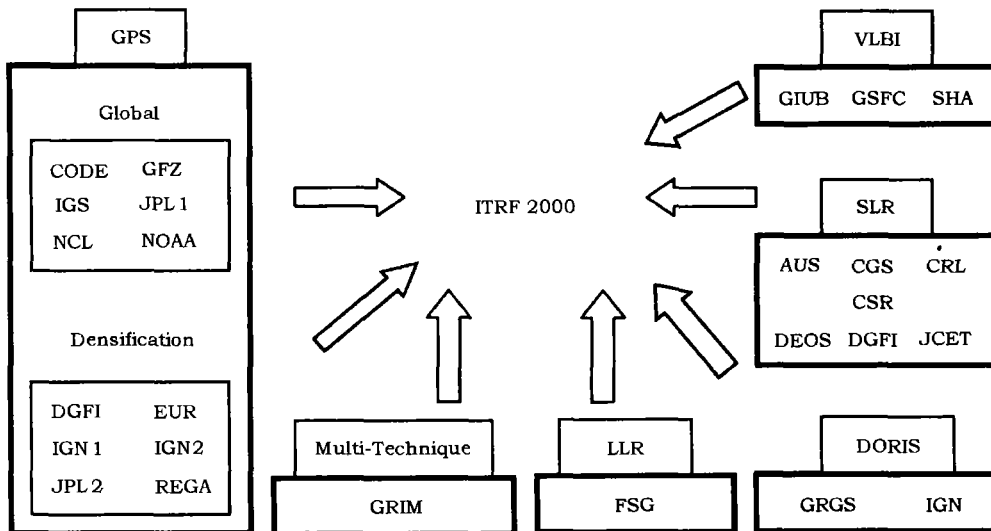 GPS
Global
CODE GFZ
IGS JPL 1
NCL NOAA
Densification
DGFI EUR
IGN 1 IGN2
JPL 2 REGA
ITRF 2000
VLBI
GIUB GSFC SHA
SLR
AUS CGS CRL
CSR
DEOS DGFI JCET
Multi-Technique
GRIM
LLR
FSG
DORIS
GRGS IGN